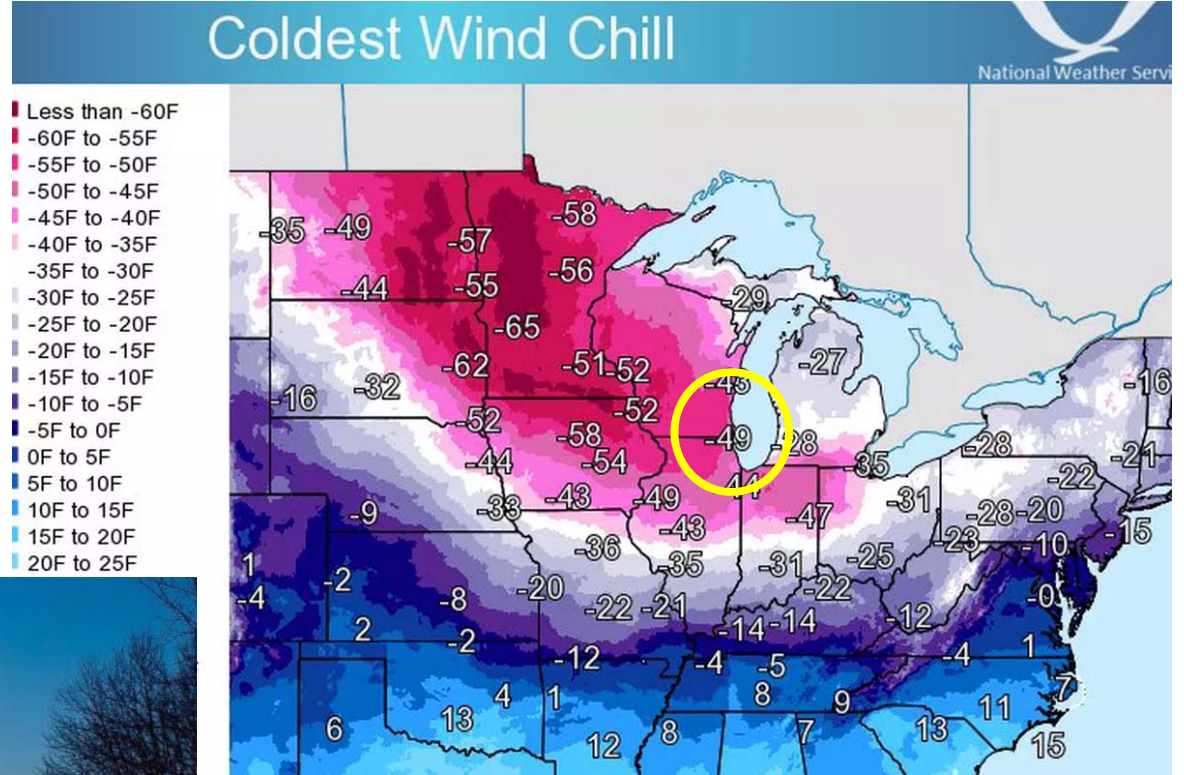 Coldest Wind Chill
National Weather Servi
Less than -60F
-60F to -55F
-55F to -50F
-50F to -45F
-45F to -40F
-40F to -35F
-35F to -30F
-30F to -25F
-25F to -20F
-20F to -15F
-15F to -10F
-10F to -5F
-5F to 0F
0F to 5F
5F to 10F
10F to 15F
15F to 20F
20F to 25F
-58
-35 -49
-57
-56
-44 -55
-29
-65
-27
-62 -51 -52
-45
-16 -32
-16
-52 -52
-58 -49 -28 -28
-44 -54 -35
-21
-44
-22
-43 -49
-33 -31
-9 -47 -28 -20
-43 -15
-36 -23 -10
1 -35 -31 -25
-2 -20 -22
-4 -8 -22 -21 -12 -0
2 -14 -14
-2 -12 -4 -5 -4 1
4 1 8 9 7
6 13 11
12 8 7 13 15